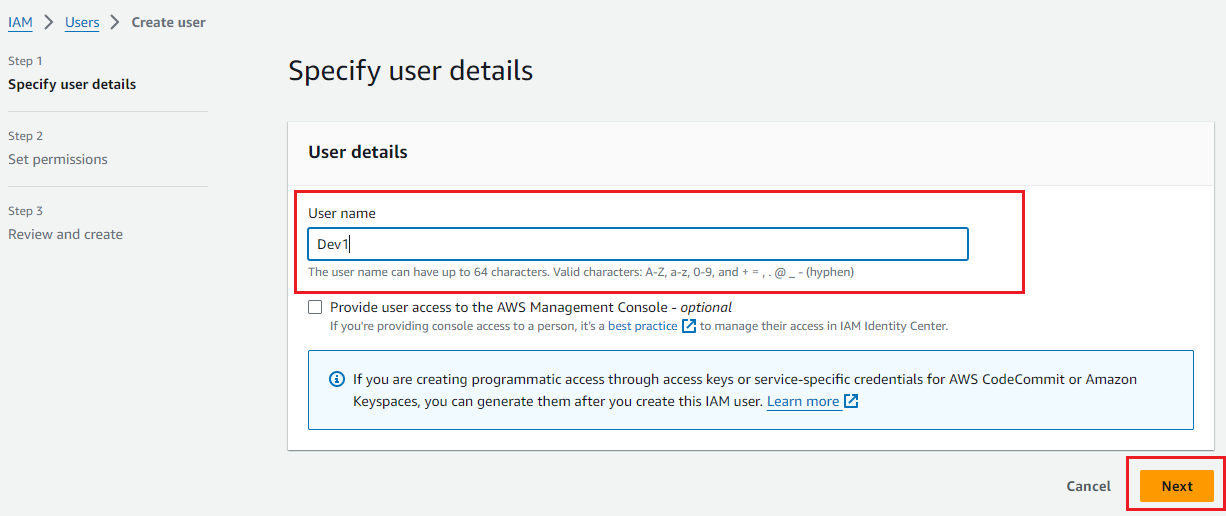 IAM > Users > Create user
Step 1
Specify user details
Step 2
Set permissions
Step 3
Review and create
Specify user details
User details
User name
Dev1
The user name can have up to 64 characters. Valid characters: A-Z, a-z, 0-9, and + = , . @ _ - (hyphen)
Provide user access to the AWS Management Console - optional
If you're providing console access to a person, it's a best practice to manage their access in IAM Identity Center.
If you are creating programmatic access through access keys or service-specific credentials for AWS CodeCommit or Amazon
Keyspaces, you can generate them after you create this IAM user. Learn more
Cancel
Next